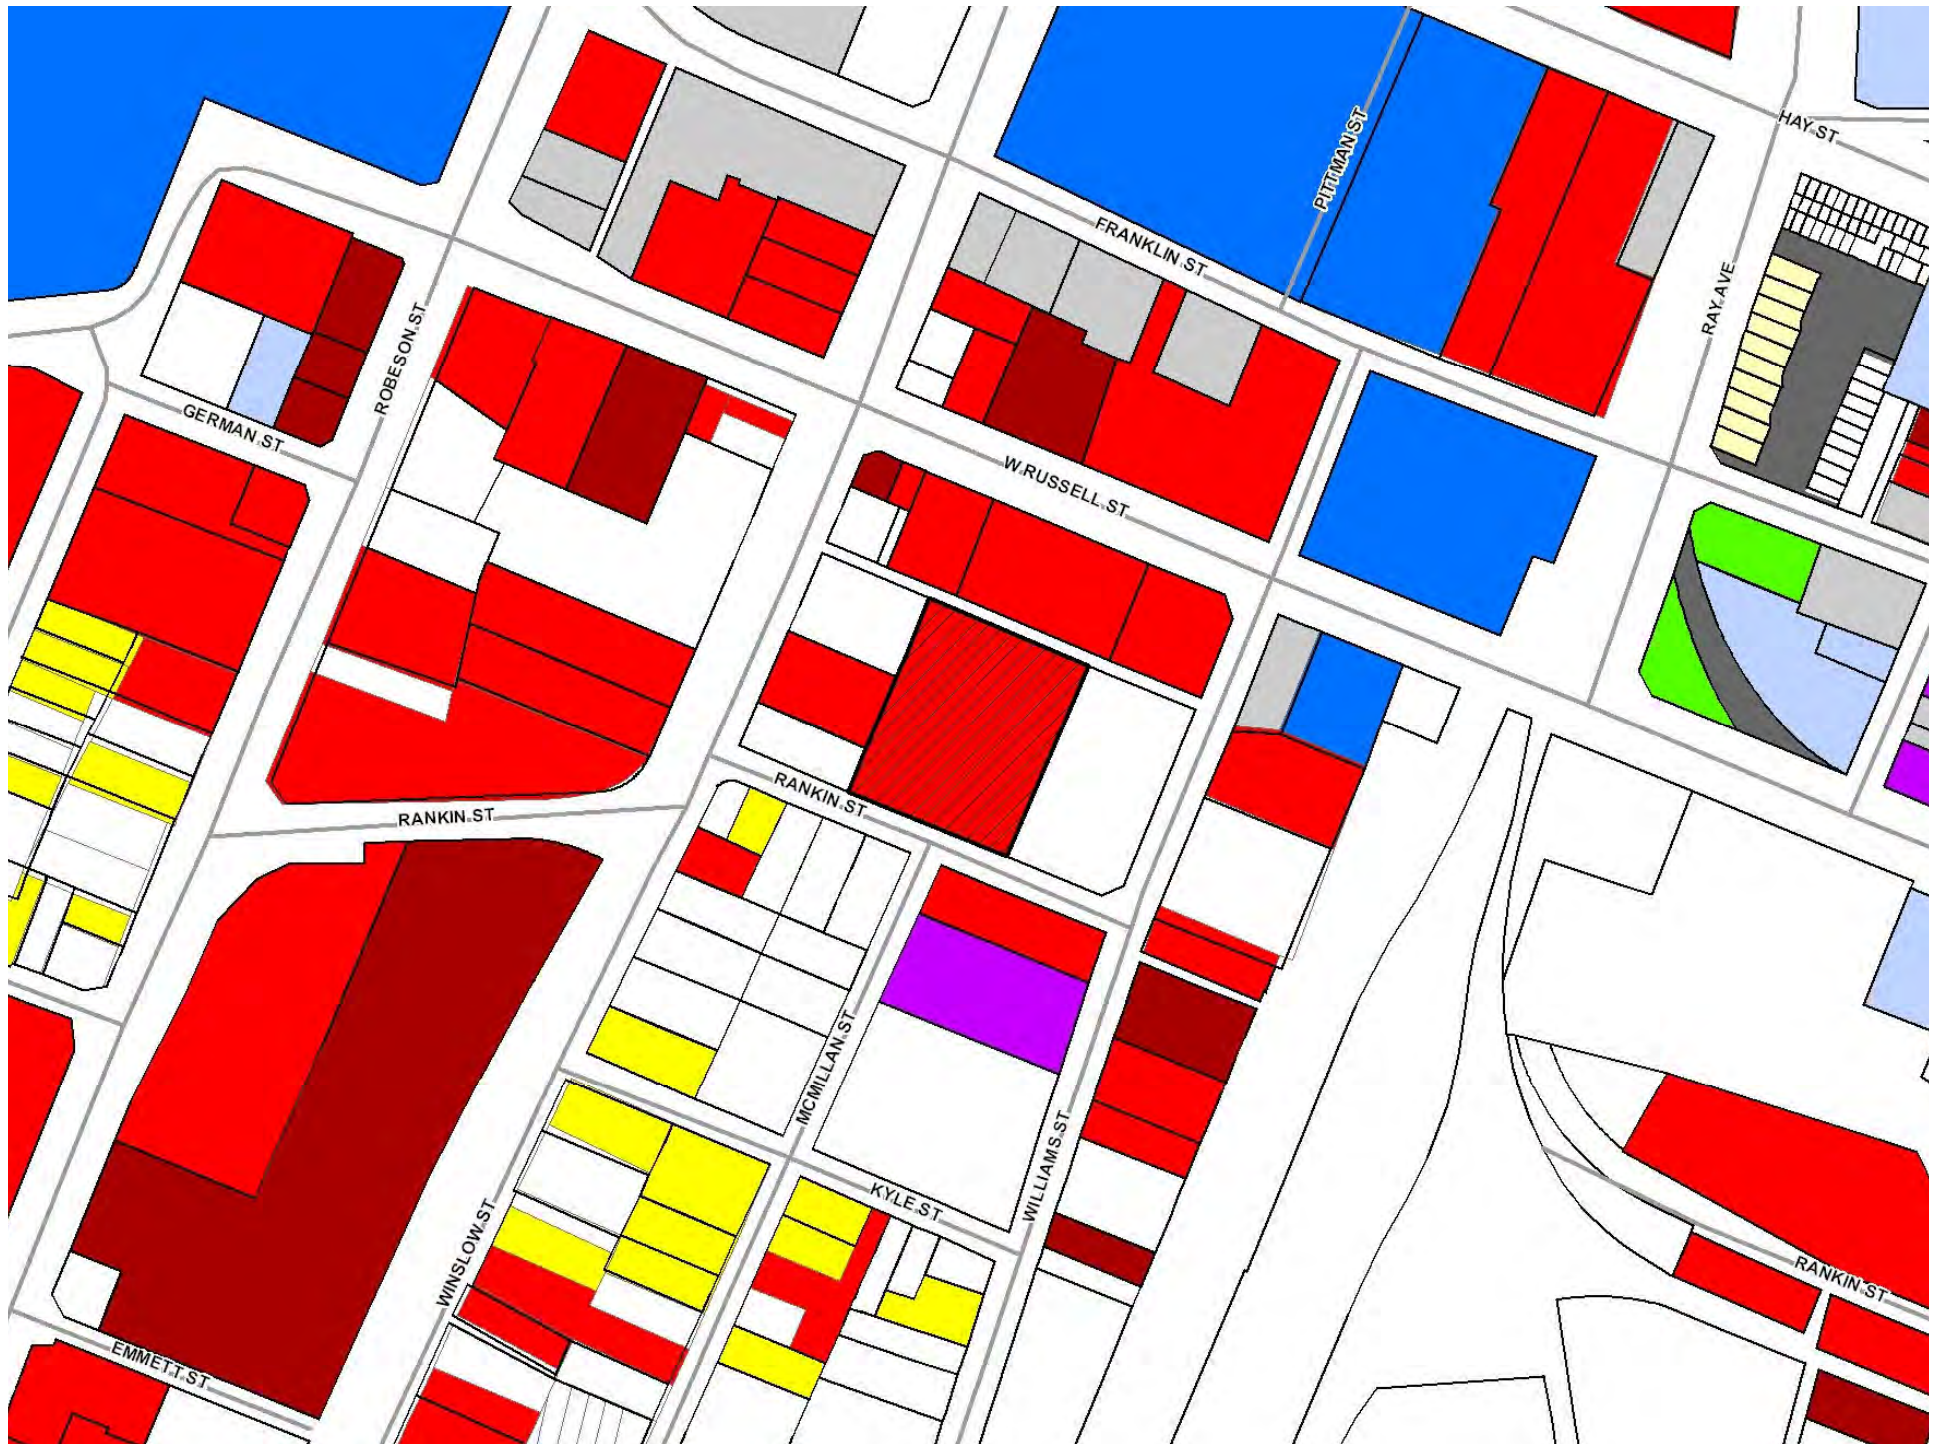 HAY ST
PITTMAN ST
FRANKLIN ST
RAY AVE
ROBESON ST
GERMAN ST
W RUSSELL ST
RANKIN ST
RANKIN ST
MCMILLAN ST
WILLIAMS ST
KYLE ST
WINSLOW ST
RANKIN ST
EMMETT ST